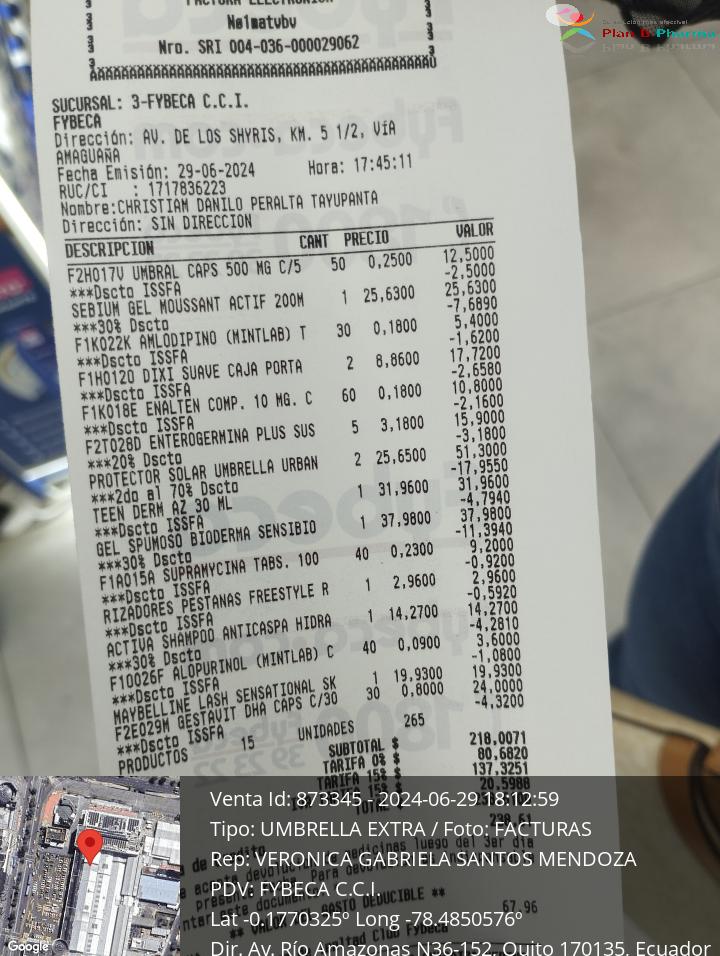 FACTURA ELECTRONICA
Nro. SRI 004-036-000029062
Plan B Pharma
SUCURSAL: 3-FYBECA C.C.I.
FYBECA
Dirección: AV. DE LOS SHYRIS, KM. 5 1/2, VíA
AMAGUAÑA
Fecha Emisión: 29-06-2024 Hora: 17:45:11
RUC/CI : 1717836223
Nombre:CHRISTIAM DANILO PERALTA TAYUPANTA
Dirección: SIN DIRECCION
DESCRIPCION CANT PRECIO VALOR
F2H017V UMBRAL CAPS 500 MG C/5 50 0,2500 12,5000
***Dscto ISSFA -2,5000
SEBIUM GEL MOUSSANT ACTIF 200M 1 25,6300 25,6300
***30% Dscto -7,6890
F1K022K AMLODIPINO (MINTLAB) T 30 0,1800 5,4000
***Dscto ISSFA -1,6200
F1H012O DIXI SUAVE CAJA PORTA 2 8,8600 17,7200
***Dscto ISSFA -2,6580
F1K018E ENALTEN COMP. 10 MG. C 60 0,1800 10,8000
***Dscto ISSFA -2,1600
F2T028D ENTEROGERMINA PLUS SUS 5 3,1800 15,9000
***20% Dscto -3,1800
PROTECTOR SOLAR UMBRELLA URBAN 2 25,6500 51,3000
***2do al 70% Dscto -17,9550
TEEN DERM AZ 30 ML 1 31,9600 31,9600
***Dscto ISSFA -4,7940
GEL SPUMOSO BIODERMA SENSIBIO 1 37,9800 37,9800
***30% Dscto -11,3940
F1A015A SUPRAMYCINA TABS. 100 40 0,2300 9,2000
***Dscto ISSFA -0,9200
RIZADORES PESTANAS FREESTYLE R 1 2,9600 2,9600
***Dscto ISSFA -0,5920
ACTIVA SHAMPOO ANTICASPA HIDRA 1 14,2700 14,2700
***30% Dscto -4,2810
F1O026F ALOPURINOL (MINTLAB) C 40 0,0900 3,6000
***Dscto ISSFA -1,0800
MAYBELLINE LASH SENSATIONAL SK 1 19,9300 19,9300
F2E029M GESTAVIT DHA CAPS C/30 30 0,8000 24,0000
***Dscto ISSFA -4,3200
PRODUCTOS 15 UNIDADES 265
SUBTOTAL $ 218,0071
TARIFA 0% $ 80,6820
TARIFA 15% $ 137,3251
15% $ 20,5988
TOTAL $
Venta Id: 873345 - 2024-06-29 18:12:59
Tipo: UMBRELLA EXTRA / Foto: FACTURAS
Rep: VERONICA GABRIELA SANTOS MENDOZA
PDV: FYBECA C.C.I.
** VALOR GASTO DEDUCIBLE **
67,96
Lat -0.1770325º Long -78.4850576º
Dir. Av. Río Amazonas N36-152, Quito 170135, Ecuador
Google